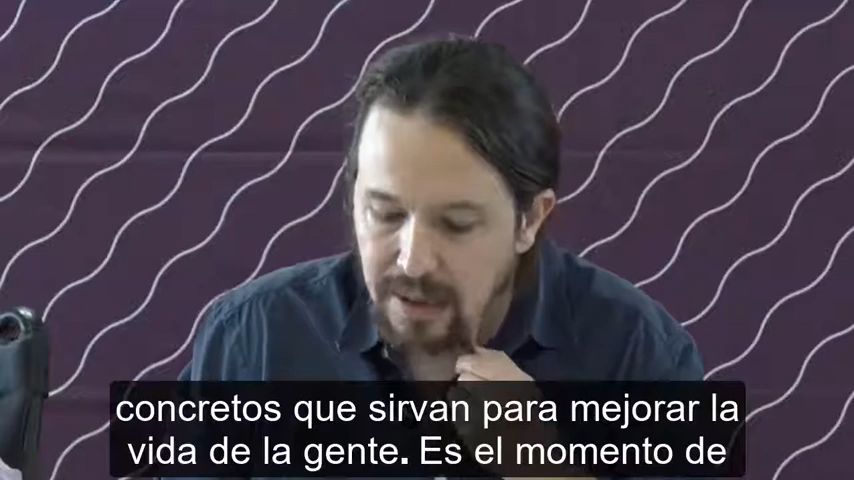 concretos que sirvan para mejorar la
vida de la gente. Es el momento de